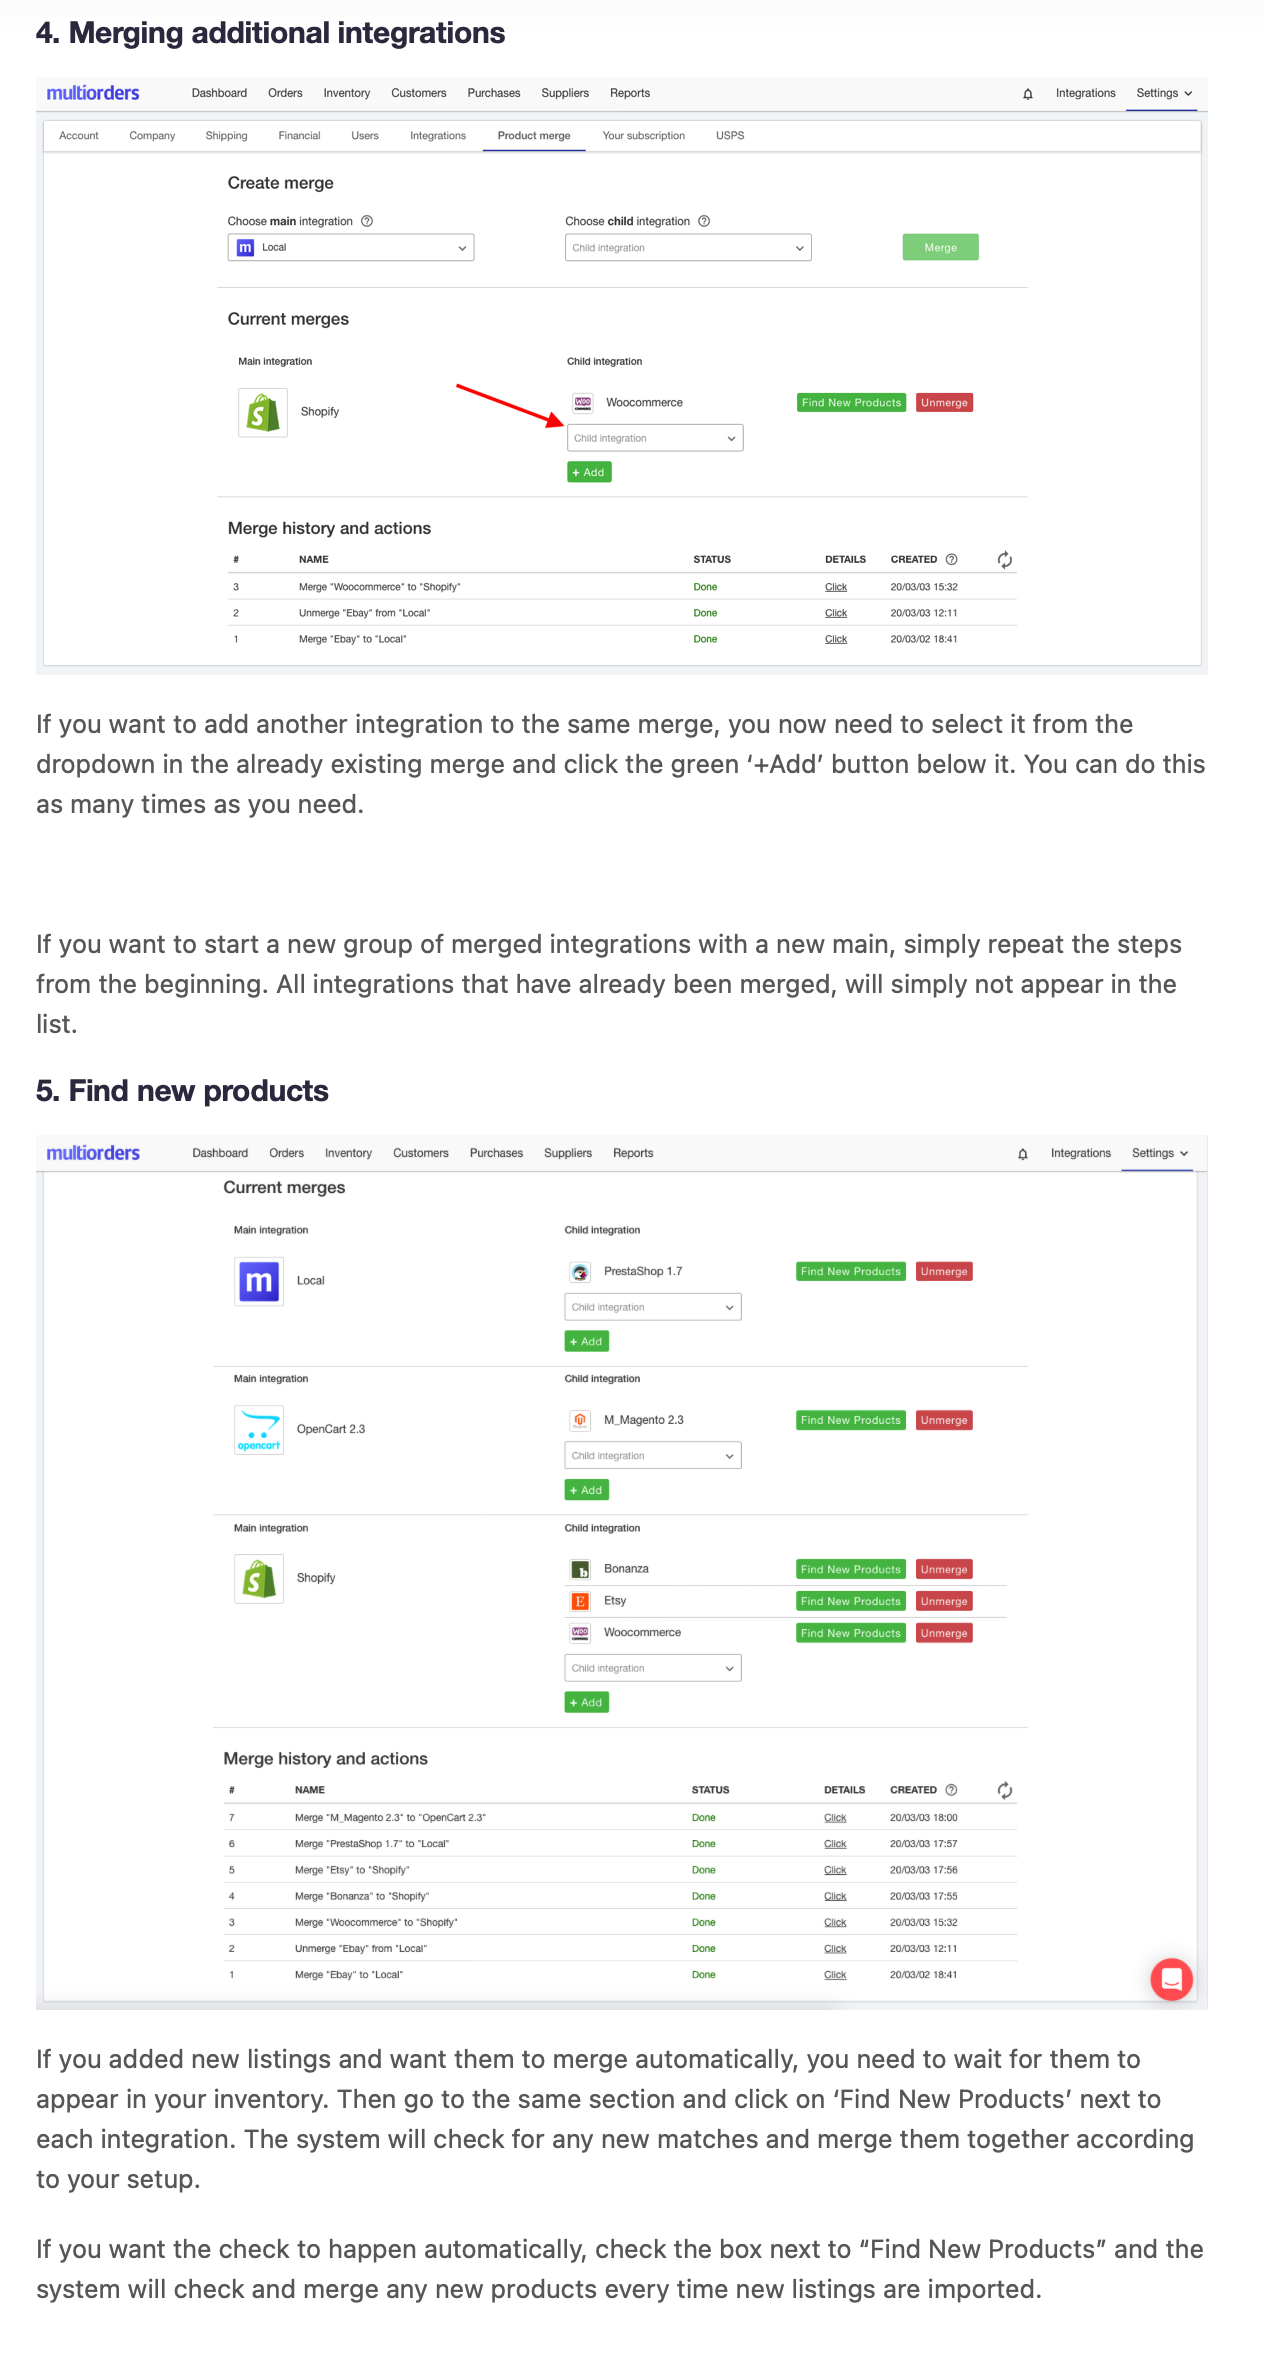 4. Merging additional integrations
multiorders Dashboard Orders Inventory Customers Purchases Suppliers Reports Integrations Settings
Account Company Shipping Financial Users Integrations Product merge Your subscription USPS
Create merge
Choose main integration Choose child integration
m Local Child integration Merge
Current merges
Main integration Child integration
Shopify Woocommerce Find New Products Unmerge
Child integration
+ Add
Merge history and actions
# NAME STATUS DETAILS CREATED
3 Merge "Woocommerce" to "Shopify" Done Click 20/03/03 15:32
2 Unmerge "Ebay" from "Local" Done Click 20/03/03 12:11
1 Merge "Ebay" to "Local" Done Click 20/03/02 18:41
If you want to add another integration to the same merge, you now need to select it from the
dropdown in the already existing merge and click the green ‘+Add’ button below it. You can do this
as many times as you need.
If you want to start a new group of merged integrations with a new main, simply repeat the steps
from the beginning. All integrations that have already been merged, will simply not appear in the
list.
5. Find new products
multiorders Dashboard Orders Inventory Customers Purchases Suppliers Reports Integrations Settings
Current merges
Main integration Child integration
m Local PrestaShop 1.7 Find New Products Unmerge
Child integration
+ Add
Main integration Child integration
opencart OpenCart 2.3 M_Magento 2.3 Find New Products Unmerge
Child integration
+ Add
Main integration Child integration
Shopify Bonanza Find New Products Unmerge
Etsy Find New Products Unmerge
Woocommerce Find New Products Unmerge
Child integration
+ Add
Merge history and actions
# NAME STATUS DETAILS CREATED
7 Merge "M_Magento 2.3" to "OpenCart 2.3" Done Click 20/03/03 18:00
6 Merge "PrestaShop 1.7" to "Local" Done Click 20/03/03 17:57
5 Merge "Etsy" to "Shopify" Done Click 20/03/03 17:56
4 Merge "Bonanza" to "Shopify" Done Click 20/03/03 17:55
3 Merge "Woocommerce" to "Shopify" Done Click 20/03/03 15:32
2 Unmerge "Ebay" from "Local" Done Click 20/03/03 12:11
1 Merge "Ebay" to "Local" Done Click 20/03/02 18:41
If you added new listings and want them to merge automatically, you need to wait for them to
appear in your inventory. Then go to the same section and click on ‘Find New Products’ next to
each integration. The system will check for any new matches and merge them together according
to your setup.
If you want the check to happen automatically, check the box next to “Find New Products” and the
system will check and merge any new products every time new listings are imported.